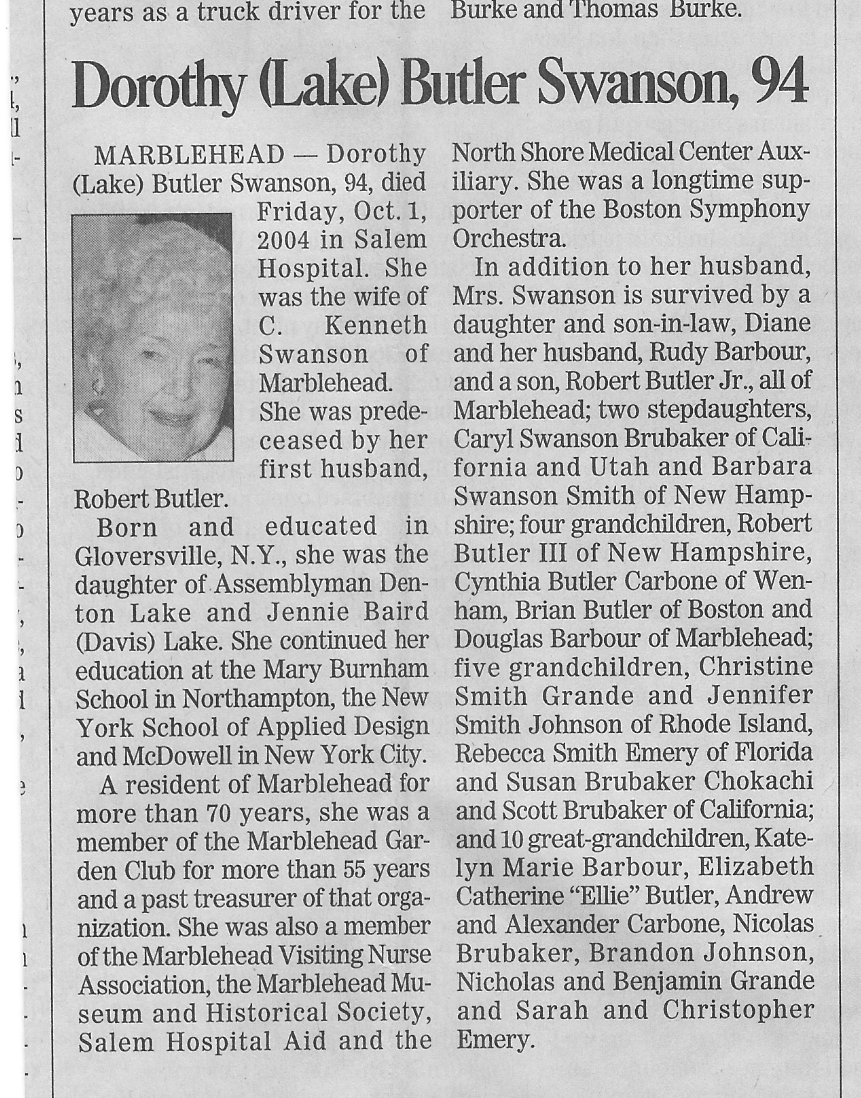 years as a truck driver for the
Burke and Thomas Burke.
Dorothy (Lake) Butler Swanson, 94
MARBLEHEAD — Dorothy
(Lake) Butler Swanson, 94, died
Friday, Oct. 1,
2004 in Salem
Hospital. She
was the wife of
C. Kenneth
Swanson of
Marblehead.
She was prede-
ceased by her
first husband,
Robert Butler.
Born and educated in
Gloversville, N.Y., she was the
daughter of Assemblyman Den-
ton Lake and Jennie Baird
(Davis) Lake. She continued her
education at the Mary Burnham
School in Northampton, the New
York School of Applied Design
and McDowell in New York City.
A resident of Marblehead for
more than 70 years, she was a
member of the Marblehead Gar-
den Club for more than 55 years
and a past treasurer of that orga-
nization. She was also a member
of the Marblehead Visiting Nurse
Association, the Marblehead Mu-
seum and Historical Society,
Salem Hospital Aid and the
North Shore Medical Center Aux-
iliary. She was a longtime sup-
porter of the Boston Symphony
Orchestra.
In addition to her husband,
Mrs. Swanson is survived by a
daughter and son-in-law, Diane
and her husband, Rudy Barbour,
and a son, Robert Butler Jr., all of
Marblehead; two stepdaughters,
Caryl Swanson Brubaker of Cali-
fornia and Utah and Barbara
Swanson Smith of New Hamp-
shire; four grandchildren, Robert
Butler III of New Hampshire,
Cynthia Butler Carbone of Wen-
ham, Brian Butler of Boston and
Douglas Barbour of Marblehead;
five grandchildren, Christine
Smith Grande and Jennifer
Smith Johnson of Rhode Island,
Rebecca Smith Emery of Florida
and Susan Brubaker Chokachi
and Scott Brubaker of California;
and 10 great-grandchildren, Kate-
lyn Marie Barbour, Elizabeth
Catherine “Ellie” Butler, Andrew
and Alexander Carbone, Nicolas
Brubaker, Brandon Johnson,
Nicholas and Benjamin Grande
and Sarah and Christopher
Emery.